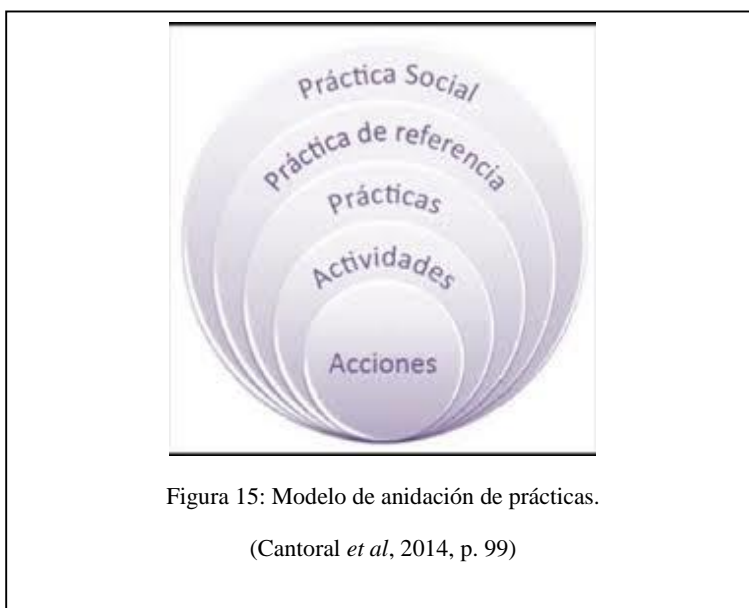 Práctica Social
Práctica de referencia
Prácticas
Actividades
Acciones
Figura 15: Modelo de anidación de prácticas.
(Cantoral et al, 2014, p. 99)